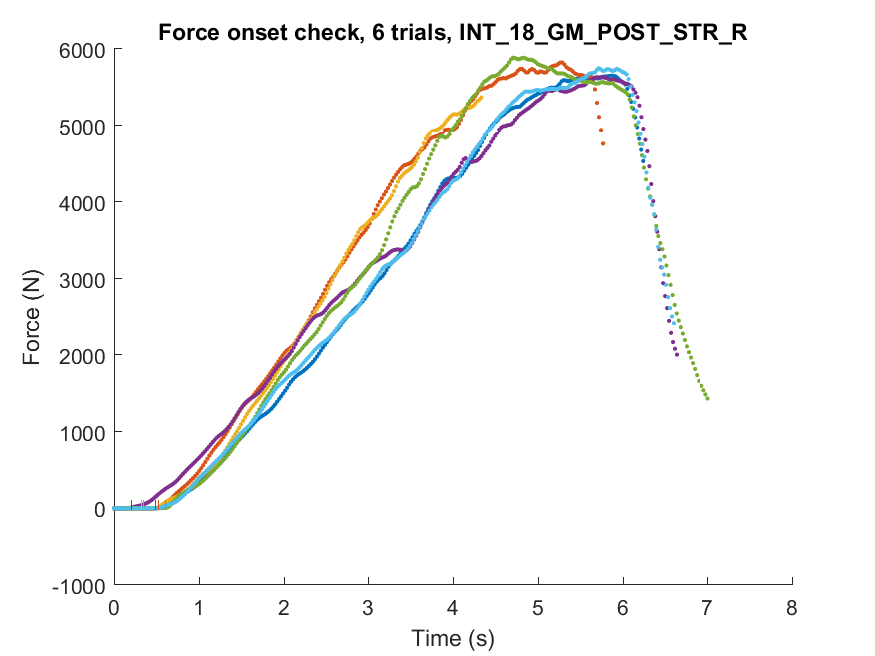 Force onset check, 6 trials, INT_18_GM_POST_STR_R
6000
5000
4000
3000
2000
1000
0
-1000
Force (N)
0 1 2 3 4 5 6 7 8
Time (s)